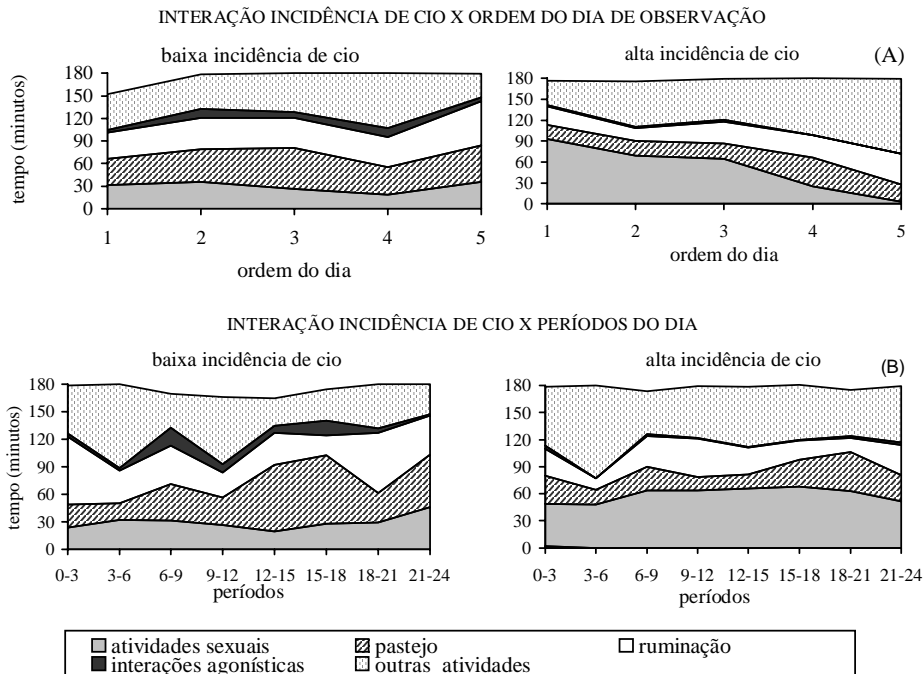 INTERAÇÃO INCIDÊNCIA DE CIO X ORDEM DO DIA DE OBSERVAÇÃO
baixa incidência de cio
alta incidência de cio
(A)
tempo (minutos)
180
150
120
90
60
30
0
1 2 3 4 5
ordem do dia
180
150
120
90
60
30
0
1 2 3 4 5
ordem do dia
INTERAÇÃO INCIDÊNCIA DE CIO X PERÍODOS DO DIA
baixa incidência de cio
alta incidência de cio
(B)
tempo (minutos)
180
150
120
90
60
30
0
0-3 3-6 6-9 9-12 12-15 15-18 18-21 21-24
períodos
180
150
120
90
60
30
0
0-3 3-6 6-9 9-12 12-15 15-18 18-21 21-24
períodos
atividades sexuais pastejo ruminação
interações agonísticas outras atividades